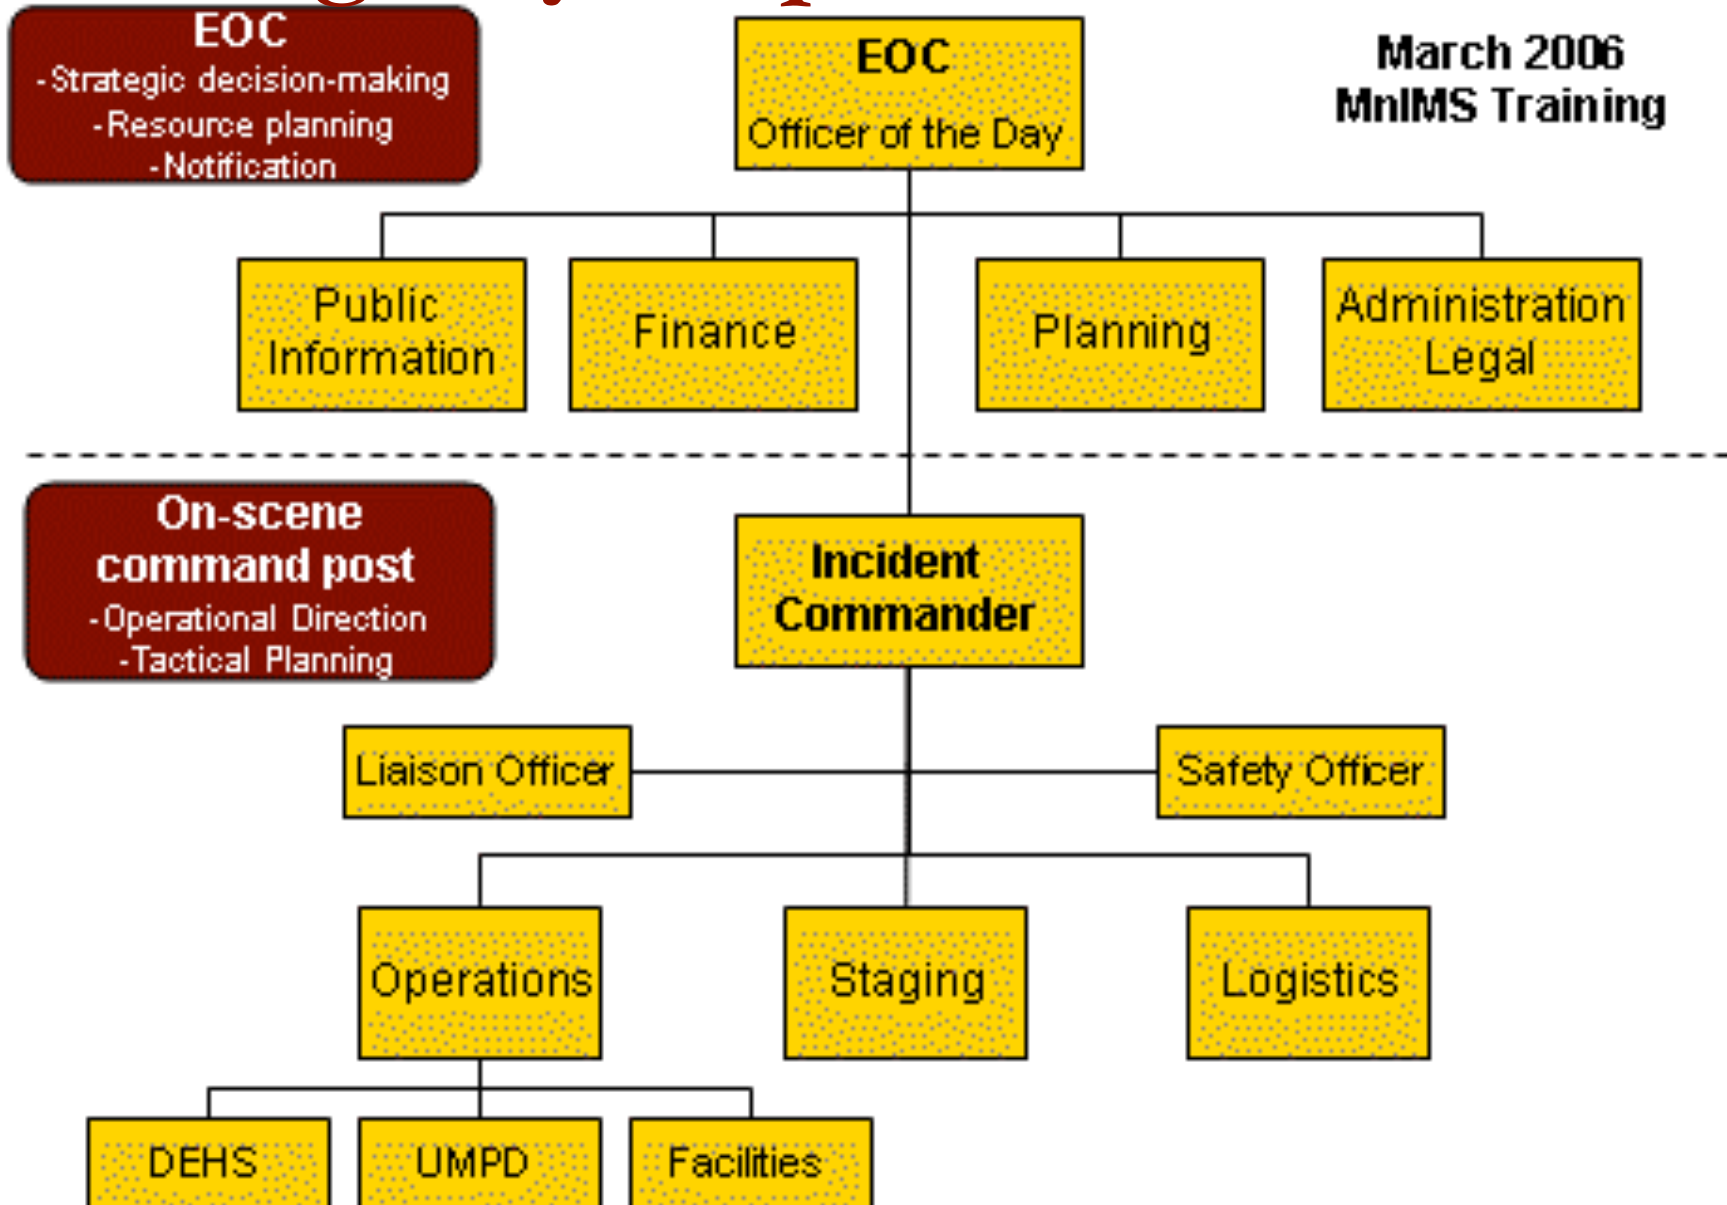 EOC
-Strategic decision-making
-Resource planning
-Notification
EOC
Officer of the Day
March 2006
MnIMS Training
Public
Information
Finance
Planning
Administration
Legal
On-scene
command post
-Operational Direction
-Tactical Planning
Incident
Commander
Liaison Officer
Safety Officer
Operations
Staging
Logistics
DEHS
UMPD
Facilities